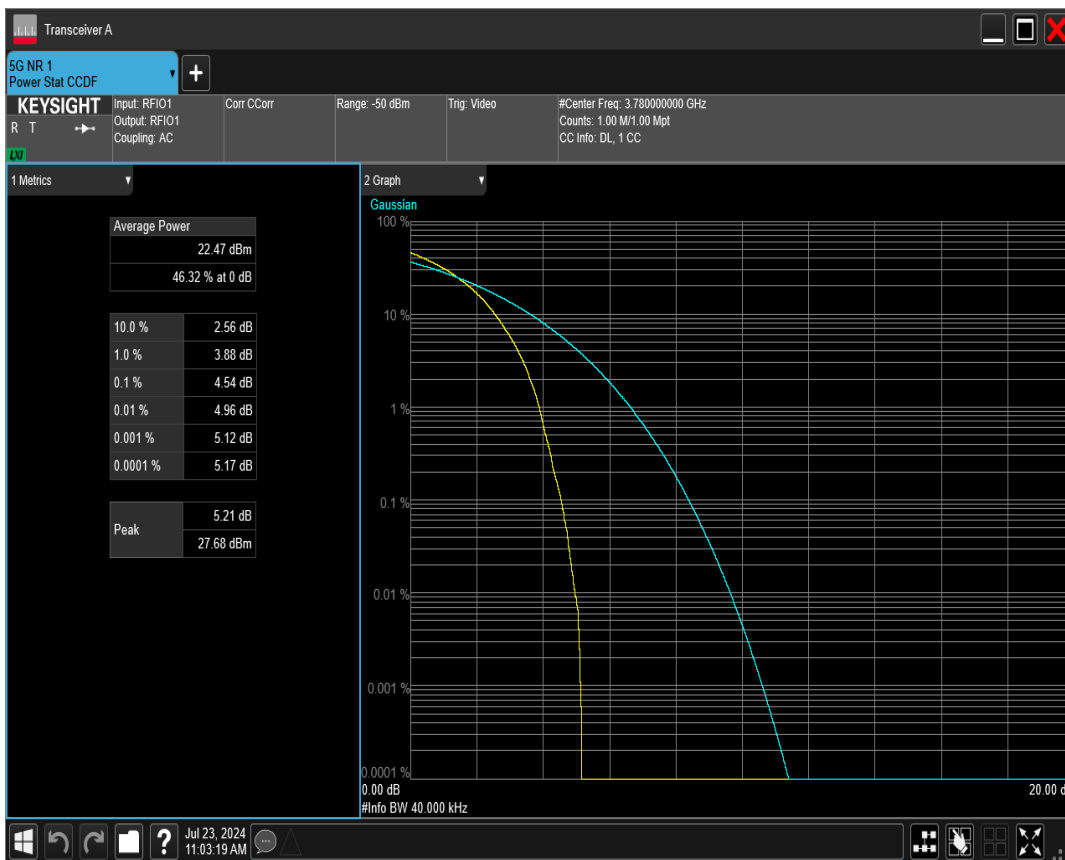 Transceiver A
5G NR 1
Power Stat CCDF
KEYSIGHT
R T
LXI
Input: RFIO1
Output: RFIO1
Coupling: AC
Corr CCorr
Range: -50 dBm
Trig: Video
#Center Freq: 3.780000000 GHz
Counts: 1.00 M/1.00 Mpt
CC Info: DL, 1 CC
1 Metrics
Average Power
22.47 dBm
46.32 % at 0 dB
10.0 % 2.56 dB
1.0 % 3.88 dB
0.1 % 4.54 dB
0.01 % 4.96 dB
0.001 % 5.12 dB
0.0001 % 5.17 dB
Peak
5.21 dB
27.68 dBm
2 Graph
Gaussian
100 %
10 %
1 %
0.1 %
0.01 %
0.001 %
0.0001 %
0.00 dB
20.00 d
#Info BW 40.000 kHz
?
Jul 23, 2024
11:03:19 AM